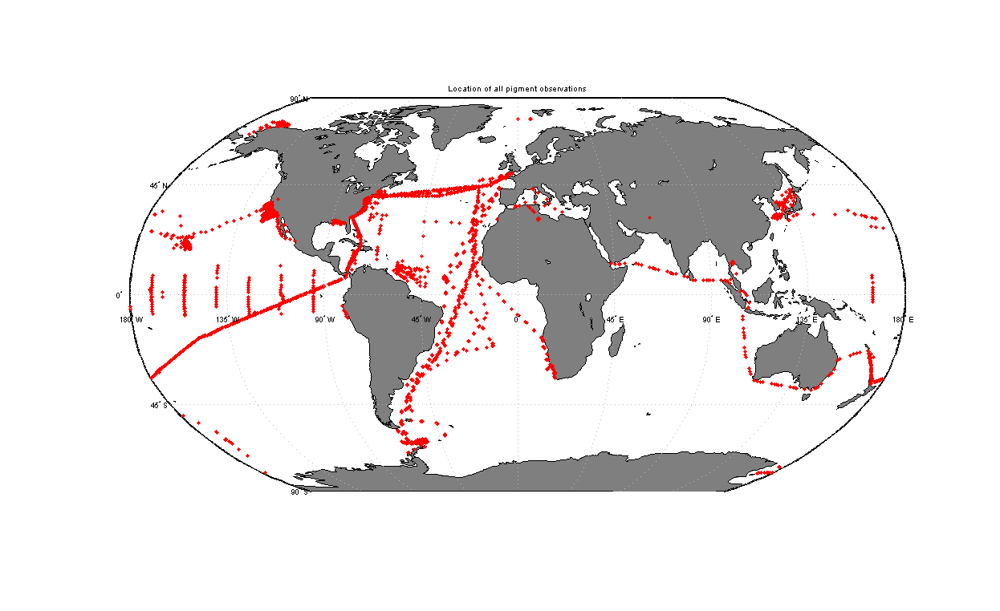 Location of all pigment observations
90° N
45° N
0°
180° W
135° W
90° W
45° W
0°
45° E
90° E
135° E
180° E
45° S
90° S